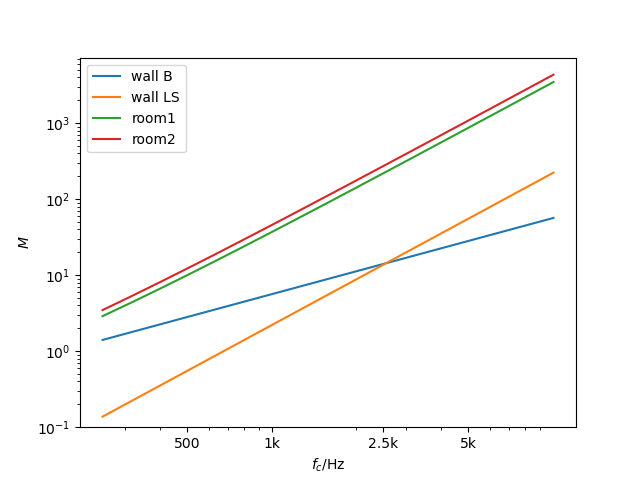 wall B
wall LS
room1
room2
10³
10²
10¹
10⁰
10⁻¹
M
500 1k 2.5k 5k
f_c/Hz